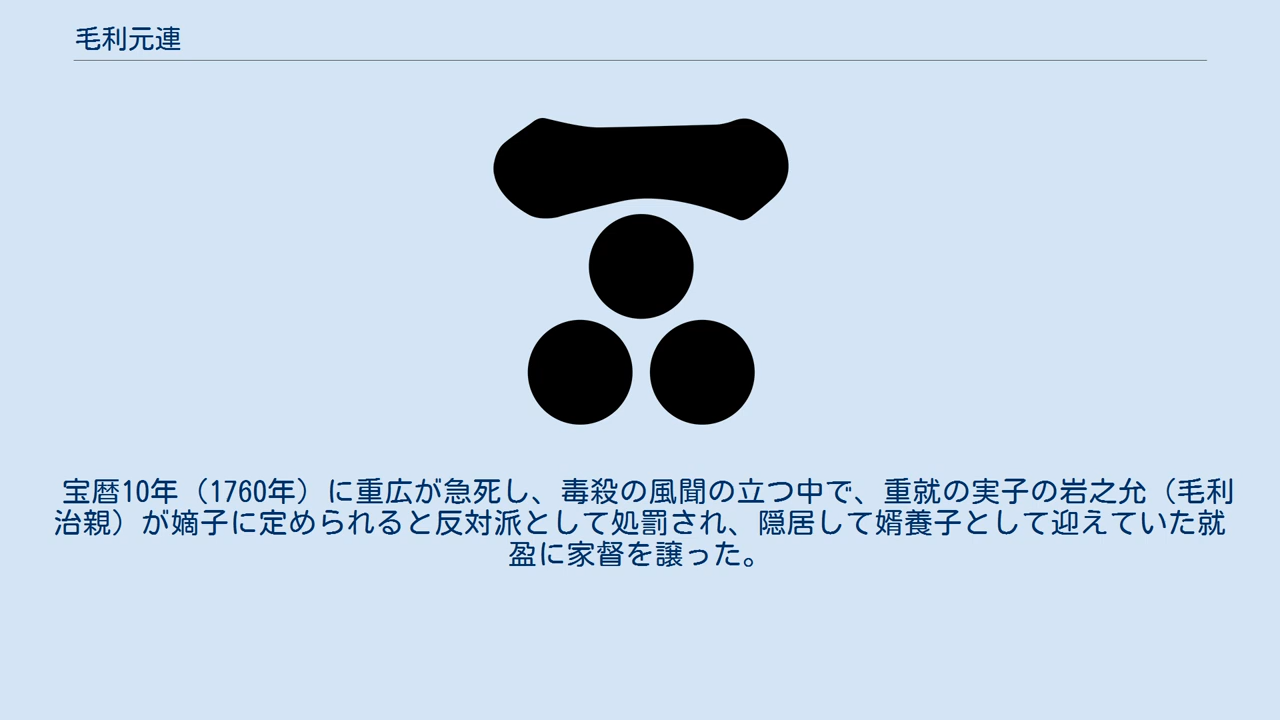 毛利元連
宝暦10年（1760年）に重広が急死し、毒殺の風聞の立つ中で、重就の実子の岩之允（毛利
治親）が嫡子に定められると反対派として処罰され、隠居して婿養子として迎えていた就
盈に家督を譲った。